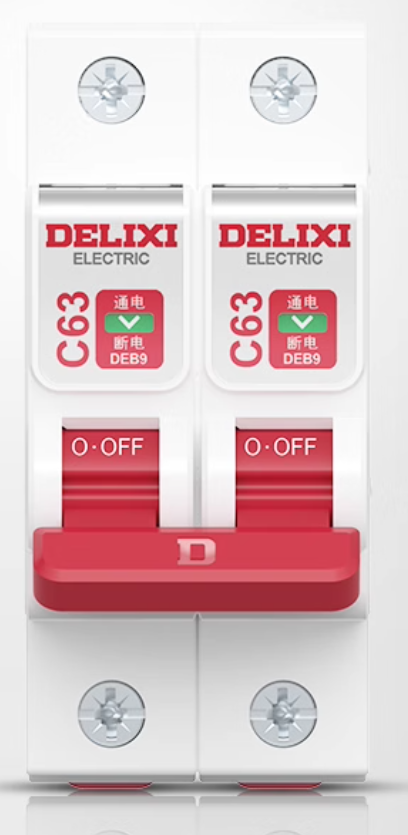 DELIXI
ELECTRIC
C63
通电
断电
DEB9
DELIXI
ELECTRIC
C63
通电
断电
DEB9
O·OFF
O·OFF
D